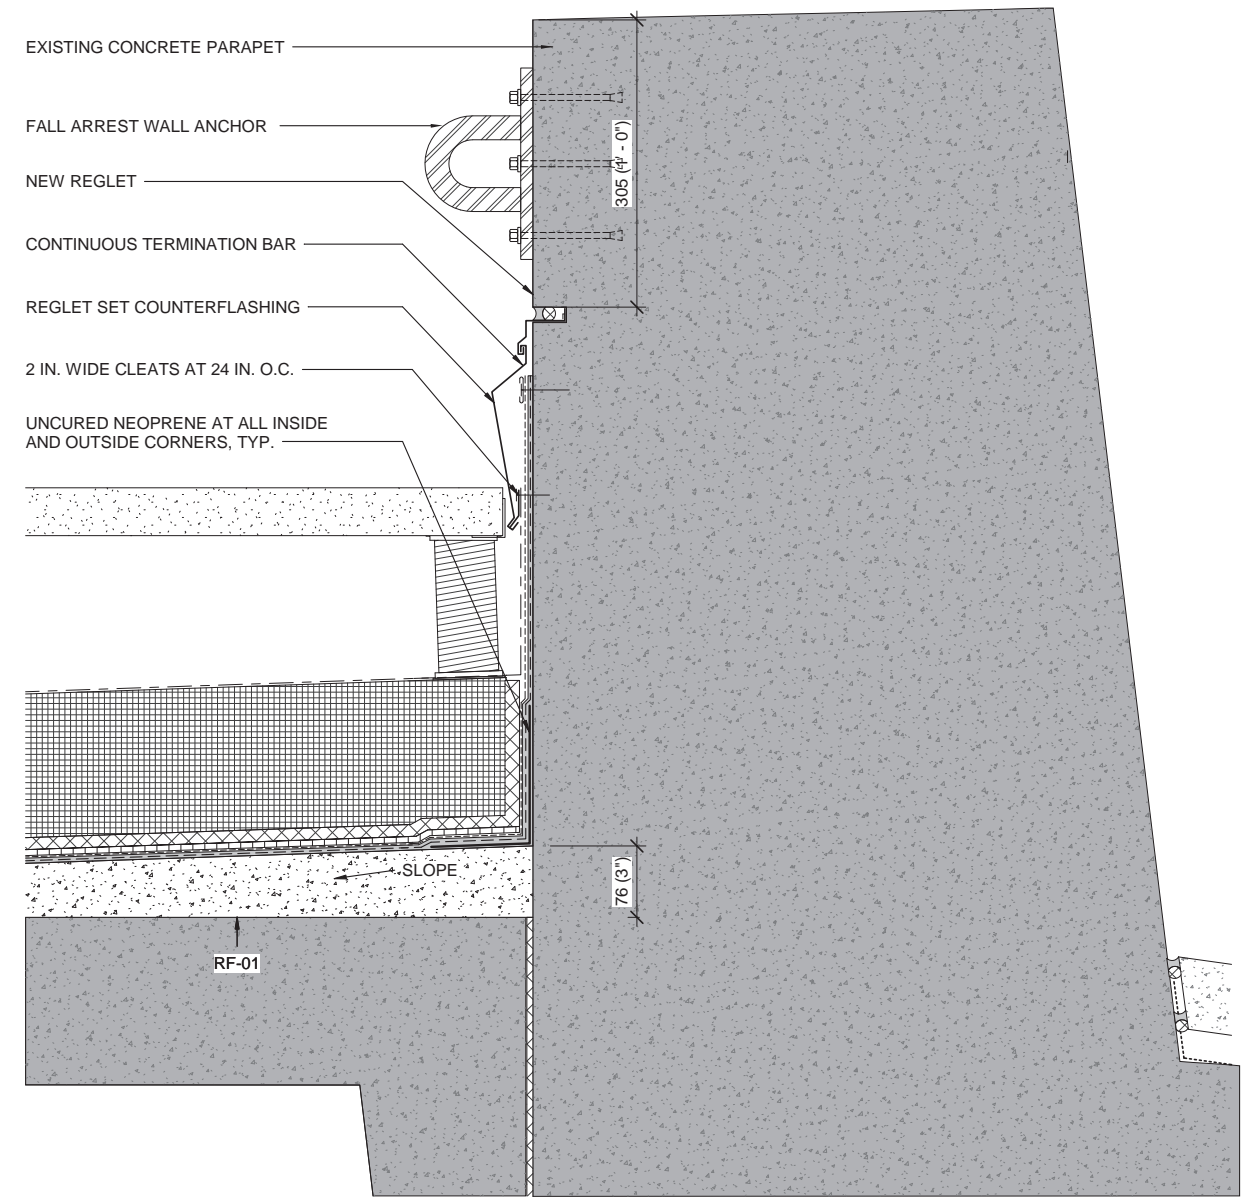 EXISTING CONCRETE PARAPET
FALL ARREST WALL ANCHOR
NEW REGLET
CONTINUOUS TERMINATION BAR
REGLET SET COUNTERFLASHING
2 IN. WIDE CLEATS AT 24 IN. O.C.
UNCURED NEOPRENE AT ALL INSIDE
AND OUTSIDE CORNERS, TYP.
305 (1' - 0")
76 (3")
SLOPE
RF-01